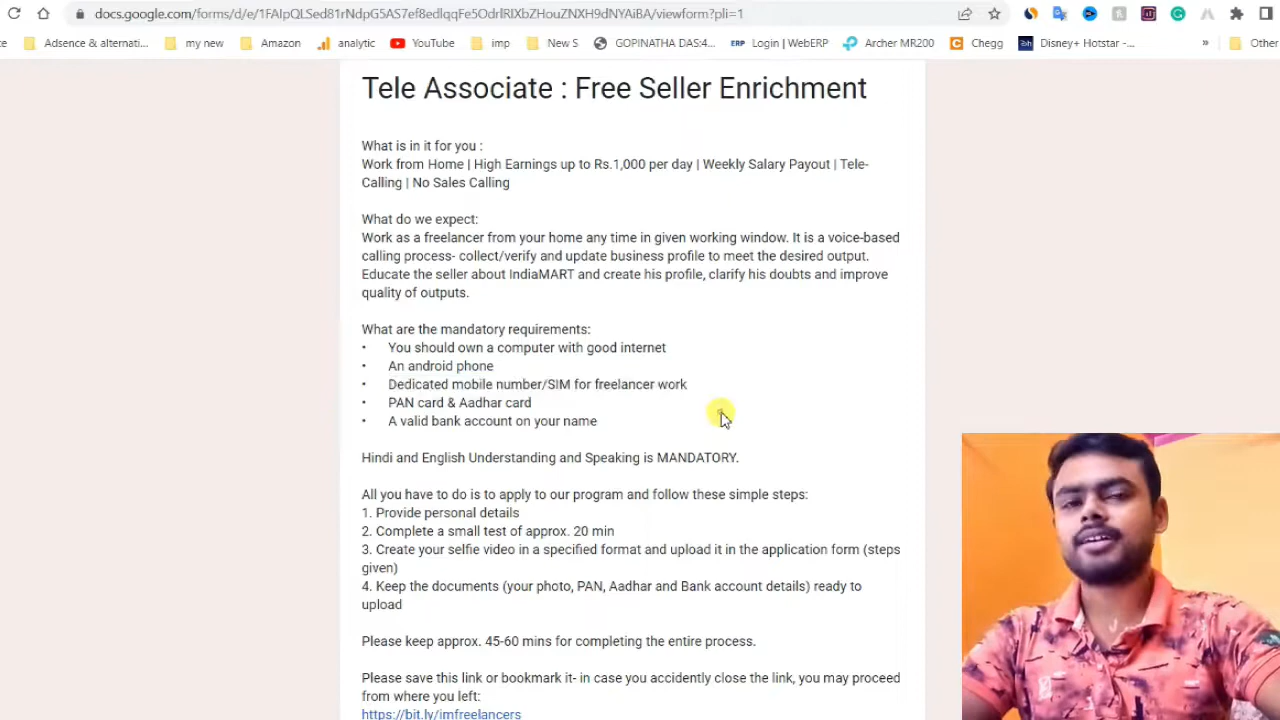 docs.google.com/forms/d/e/1FAIpQLSed81rNdpG5AS7ef8edlqqFe5OdrlRIXbZHouZNXH9dNYAiBA/viewform?pli=1
Adsence & alternati... my new Amazon analytic YouTube imp New S GOPINATHA DAS:4... ERP Login | WebERP Archer MR200 C Chegg Disney+ Hotstar -... » Other
Tele Associate : Free Seller Enrichment
What is in it for you :
Work from Home | High Earnings up to Rs.1,000 per day | Weekly Salary Payout | Tele-
Calling | No Sales Calling
What do we expect:
Work as a freelancer from your home any time in given working window. It is a voice-based
calling process- collect/verify and update business profile to meet the desired output.
Educate the seller about IndiaMART and create his profile, clarify his doubts and improve
quality of outputs.
What are the mandatory requirements:
• You should own a computer with good internet
• An android phone
• Dedicated mobile number/SIM for freelancer work
• PAN card & Aadhar card
• A valid bank account on your name
Hindi and English Understanding and Speaking is MANDATORY.
All you have to do is to apply to our program and follow these simple steps:
1. Provide personal details
2. Complete a small test of approx. 20 min
3. Create your selfie video in a specified format and upload it in the application form (steps
given)
4. Keep the documents (your photo, PAN, Aadhar and Bank account details) ready to
upload
Please keep approx. 45-60 mins for completing the entire process.
Please save this link or bookmark it- in case you accidently close the link, you may proceed
from where you left:
https://bit.ly/imfreelancers